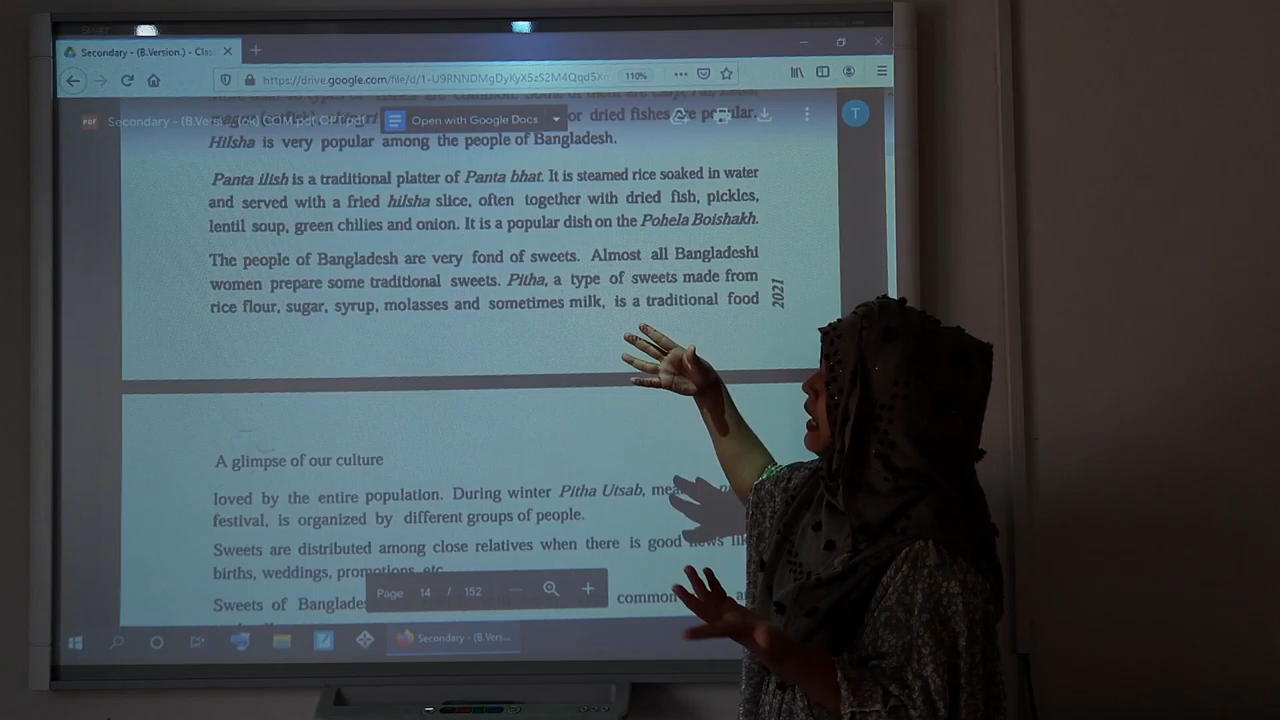 SMART
Secondary - (B.Version.) - Clas
https://drive.google.com/file/d/1-U9RNNDMgDyKyX5zS2M4Qqd5Xr
110%
PDF
Open with Google Docs
T
or dried fishes are popular.
Hilsha is very popular among the people of Bangladesh.
Panta ilish is a traditional platter of Panta bhat. It is steamed rice soaked in water
and served with a fried hilsha slice, often together with dried fish, pickles,
lentil soup, green chilies and onion. It is a popular dish on the Pohela Boishakh.
The people of Bangladesh are very fond of sweets. Almost all Bangladeshi
women prepare some traditional sweets. Pitha, a type of sweets made from
rice flour, sugar, syrup, molasses and sometimes milk, is a traditional food
2021
A glimpse of our culture
loved by the entire population. During winter Pitha Utsab,
festival, is organized by different groups of people.
Sweets are distributed among close relatives when there is good news
births, weddings, promotions, etc.
Sweets of common
Page 14 / 152
Secondary - (B.Vers...